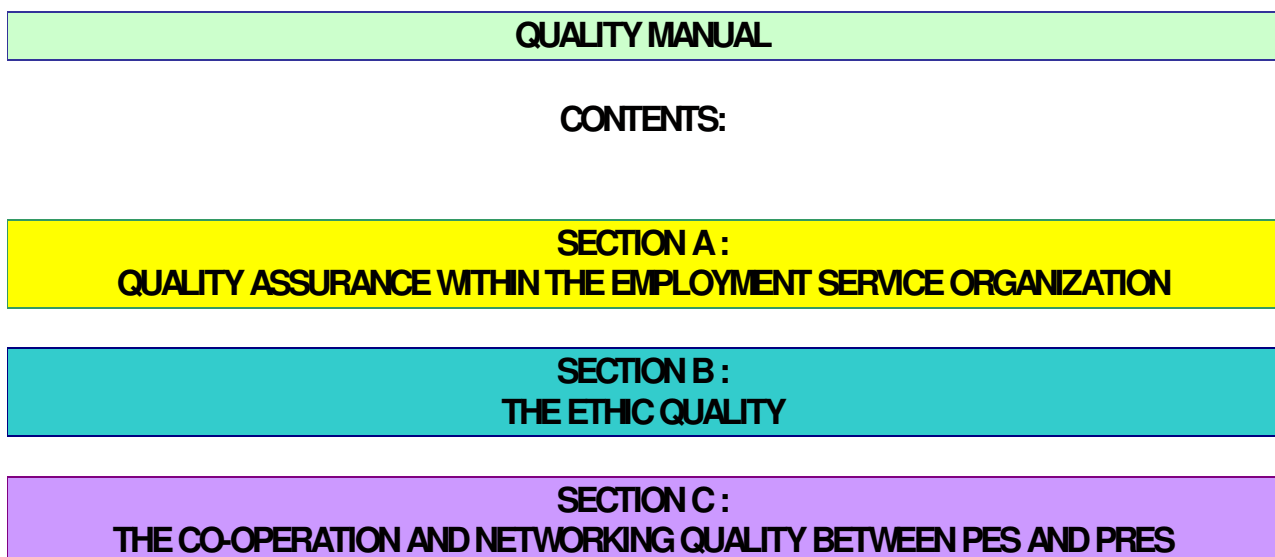 QUALITY MANUAL
CONTENTS:
SECTION A :
QUALITY ASSURANCE WITHIN THE EMPLOYMENT SERVICE ORGANIZATION
SECTION B :
THE ETHIC QUALITY
SECTION C :
THE CO-OPERATION AND NETWORKING QUALITY BETWEEN PES AND PRES